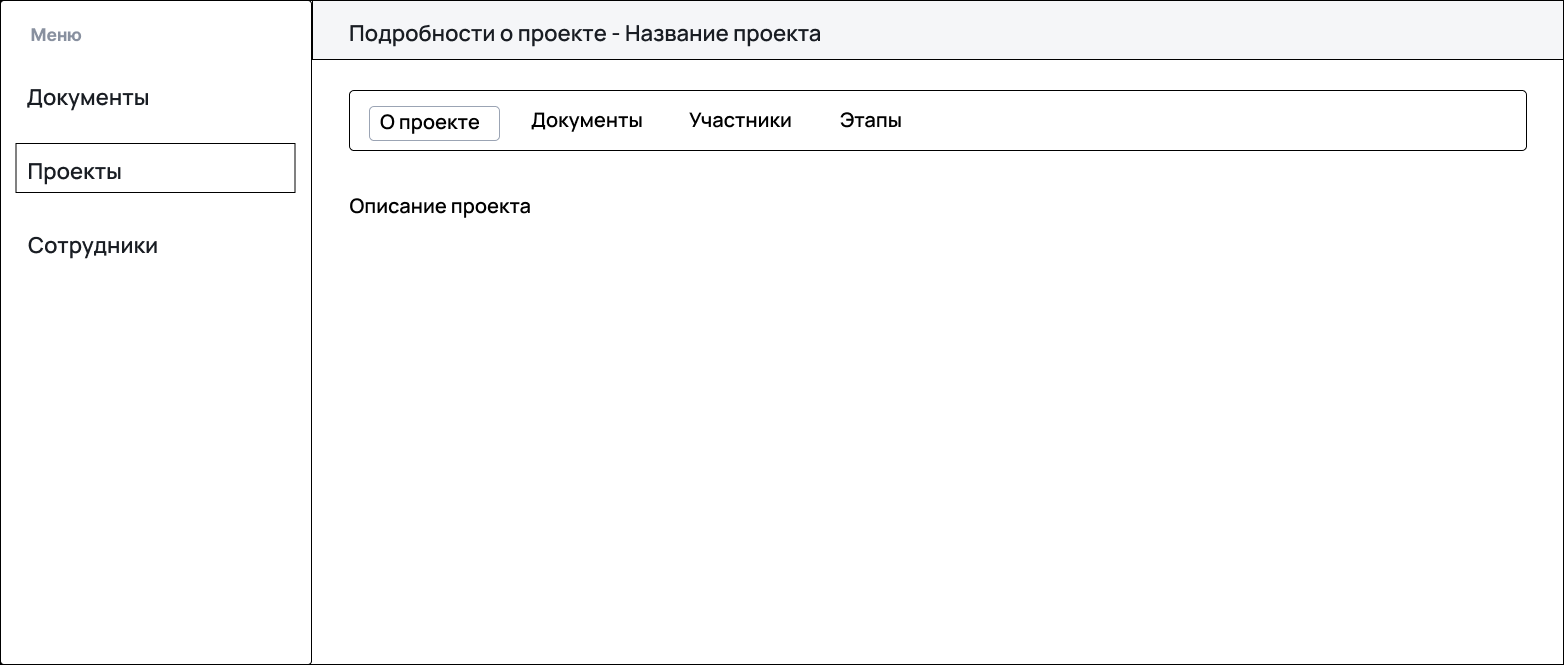 Меню
Документы
Проекты
Сотрудники
Подробности о проекте - Название проекта
О проекте Документы Участники Этапы
Описание проекта